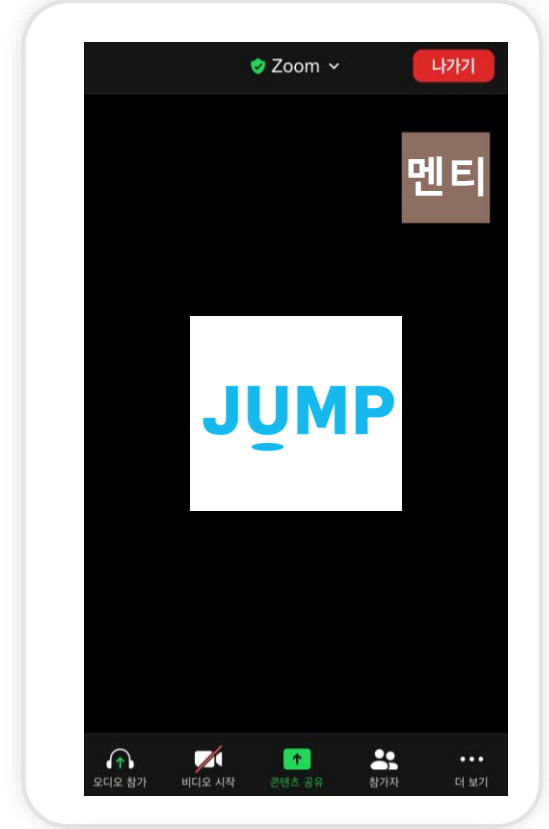 Zoom
나가기
멘티
JUMP
오디오 참가
비디오 시작
콘텐츠 공유
참가자
더 보기